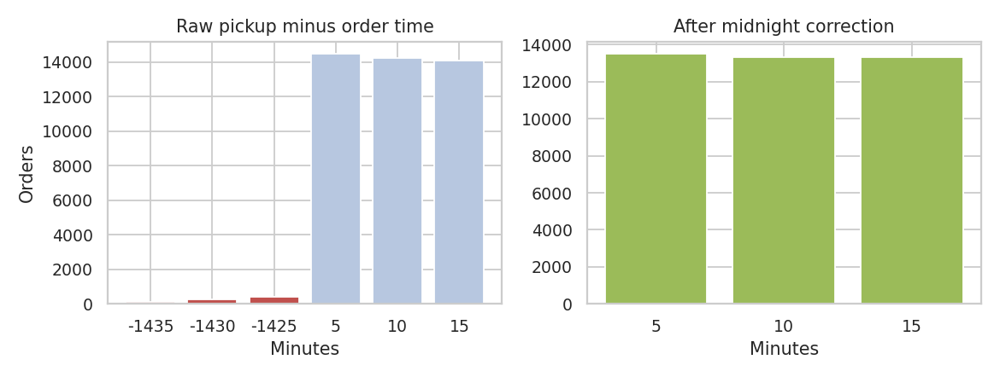 Raw pickup minus order time
Orders
14000
12000
10000
8000
6000
4000
2000
0
-1435 -1430 -1425 5 10 15
Minutes
After midnight correction
14000
12000
10000
8000
6000
4000
2000
0
5 10 15
Minutes